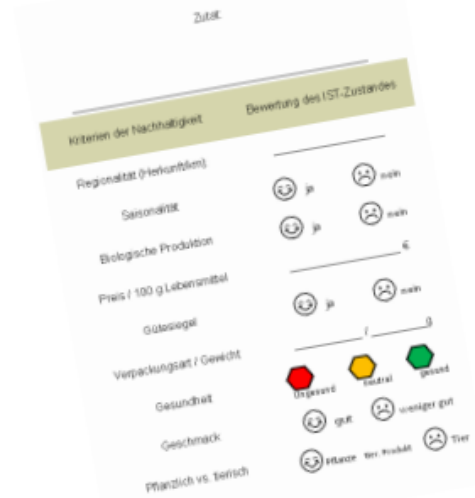 Zutat:
Kriterien der Nachhaltigkeit Bewertung des IST-Zustandes
Regionalität (Herkunft/km)
Saisonalität ja nein
Biologische Produktion ja nein
Preis / 100 g Lebensmittel €
Gütesiegel ja nein
Verpackungsart / Gewicht / g
Gesundheit Ungesund neutral gesund
Geschmack gut weniger gut
Pflanzlich vs. tierisch Pflanze tier. Produkt Tier